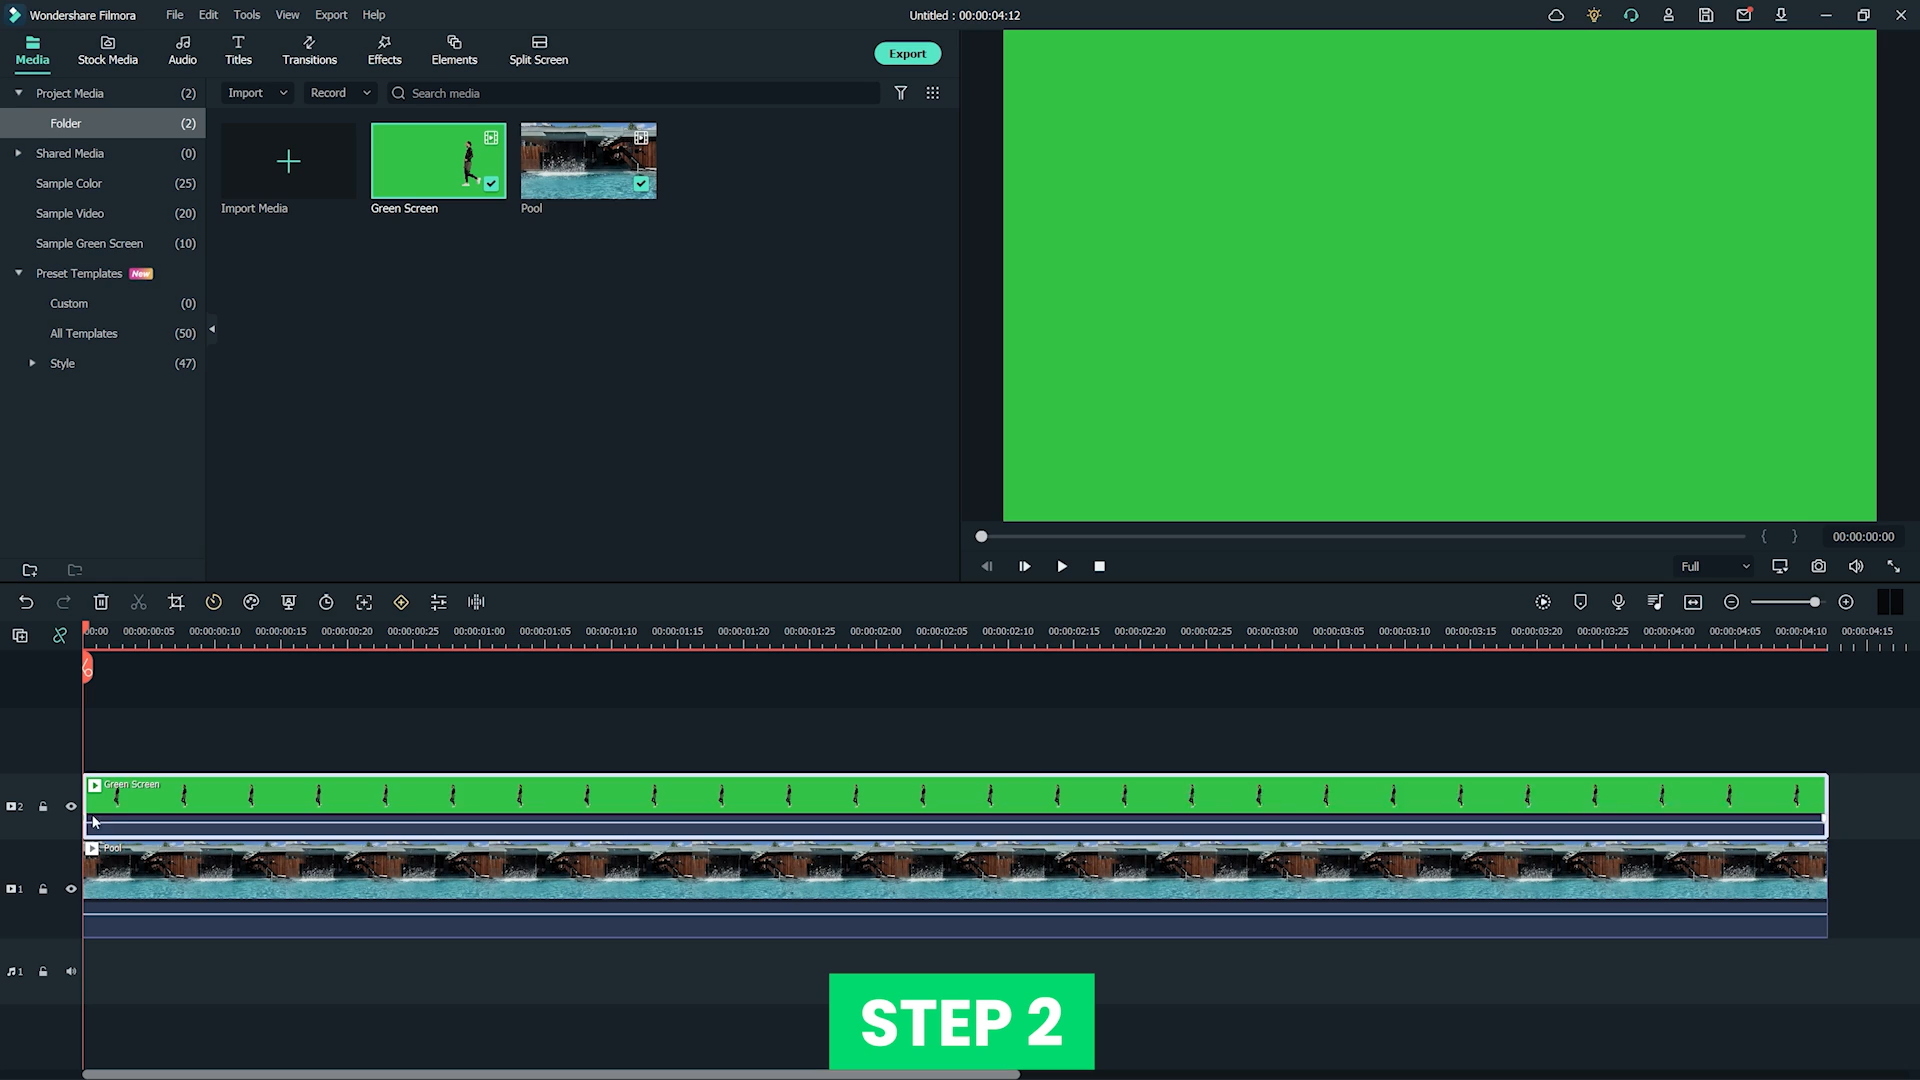 Wondershare Filmora
File Edit Tools View Export Help
Untitled : 00:00:04:12
Media
Stock Media
Audio
Titles
Transitions
Effects
Elements
Split Screen
Export
Project Media (2)
Folder (2)
Shared Media (0)
Sample Color (25)
Sample Video (20)
Sample Green Screen (10)
Preset Templates New
Custom (0)
All Templates (50)
Style (47)
Import
Record
Search media
Import Media
Green Screen
Pool
{ } 00:00:00:00
Full
00:00 00:00:00:05 00:00:00:10 00:00:00:15 00:00:00:20 00:00:00:25 00:00:01:00 00:00:01:05 00:00:01:10 00:00:01:15 00:00:01:20 00:00:01:25 00:00:02:00 00:00:02:05 00:00:02:10 00:00:02:15 00:00:02:20 00:00:02:25 00:00:03:00 00:00:03:05 00:00:03:10 00:00:03:15 00:00:03:20 00:00:03:25 00:00:04:00 00:00:04:05 00:00:04:10 00:00:04:15
Green Screen
2
Pool
1
1
STEP 2